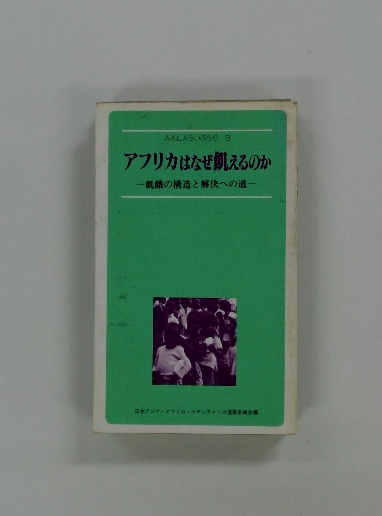 AALAらいぶらり 3
アフリカはなぜ飢えるのか
—飢餓の構造と解決への道—
日本アジア・アフリカ・ラテンアメリカ連帯委員会編